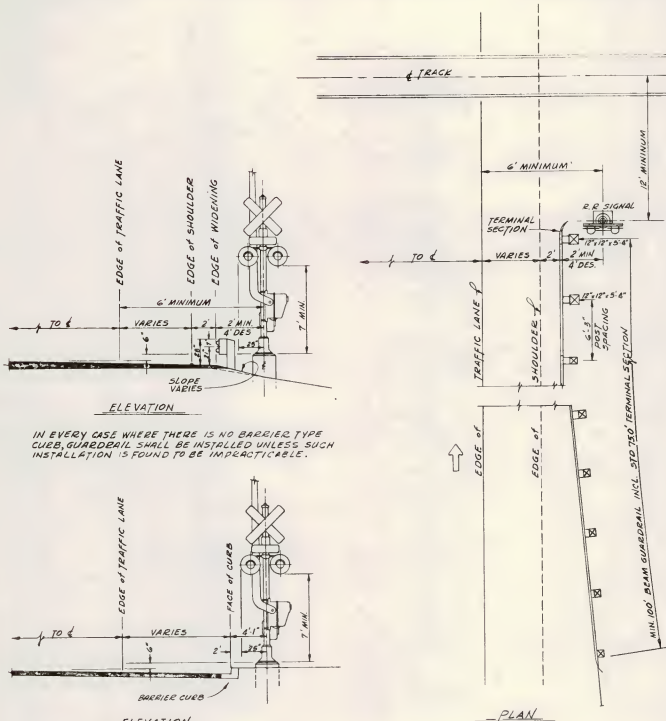 EDGE of TRAFFIC LANE
EDGE of SHOULDER
EDGE of WIDENING
6' MINIMUM
7' MIN.
TO ℄
VARIES
2'
2' MIN.
4' DES
6"
25"
SLOPE
VARIES
ELEVATION
IN EVERY CASE WHERE THERE IS NO BARRIER TYPE
CURB, GUARDRAIL SHALL BE INSTALLED UNLESS SUCH
INSTALLATION IS FOUND TO BE IMPRACTICABLE.
EDGE of TRAFFIC LANE
FACE of CURB
7' MIN.
TO ℄
VARIES
4'-1"
6"
2'
25"
BARRIER CURB
ELEVATION
℄ TRACK
12' MINIMUM
6' MINIMUM
R.R SIGNAL
TERMINAL
SECTION
12"x12"x5'-6"
TO ℄
VARIES
2'
2' MIN
4' DES.
12"x12"x5'-6"
6'-3"
POST
SPACING
EDGE of TRAFFIC LANE
EDGE of SHOULDER
MIN. 100' BEAM GUARDRAIL INCL. STD 7.50' TERMINAL SECTION
PLAN